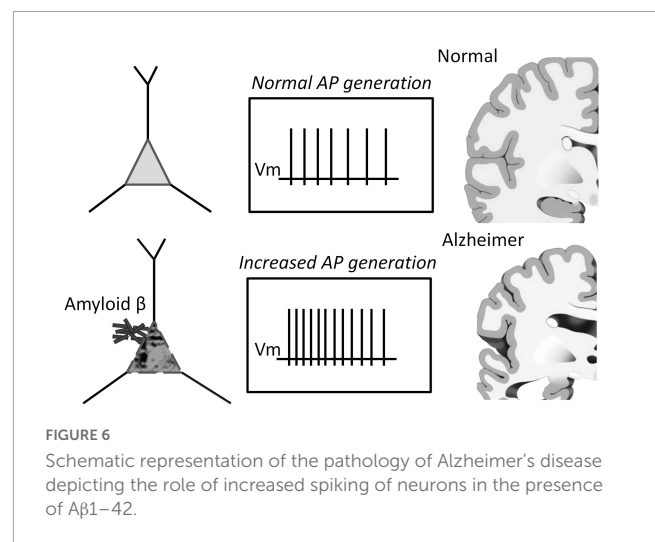 Normal
Normal AP generation
Vm
Alzheimer
Increased AP generation
Amyloid β
Vm
FIGURE 6
Schematic representation of the pathology of Alzheimer’s disease
depicting the role of increased spiking of neurons in the presence
of Aβ1–42.